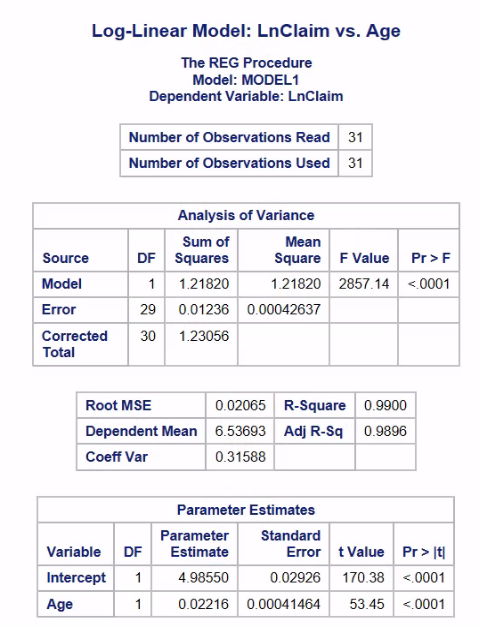 Log-Linear Model: LnClaim vs. Age
The REG Procedure
Model: MODEL1
Dependent Variable: LnClaim
Number of Observations Read 31
Number of Observations Used 31
Analysis of Variance
Source DF Sum of Squares Mean Square F Value Pr > F
Model 1 1.21820 1.21820 2857.14 <.0001
Error 29 0.01236 0.00042637
Corrected Total 30 1.23056
Root MSE 0.02065 R-Square 0.9900
Dependent Mean 6.53693 Adj R-Sq 0.9896
Coeff Var 0.31588
Parameter Estimates
Variable DF Parameter Estimate Standard Error t Value Pr > |t|
Intercept 1 4.98550 0.02926 170.38 <.0001
Age 1 0.02216 0.00041464 53.45 <.0001